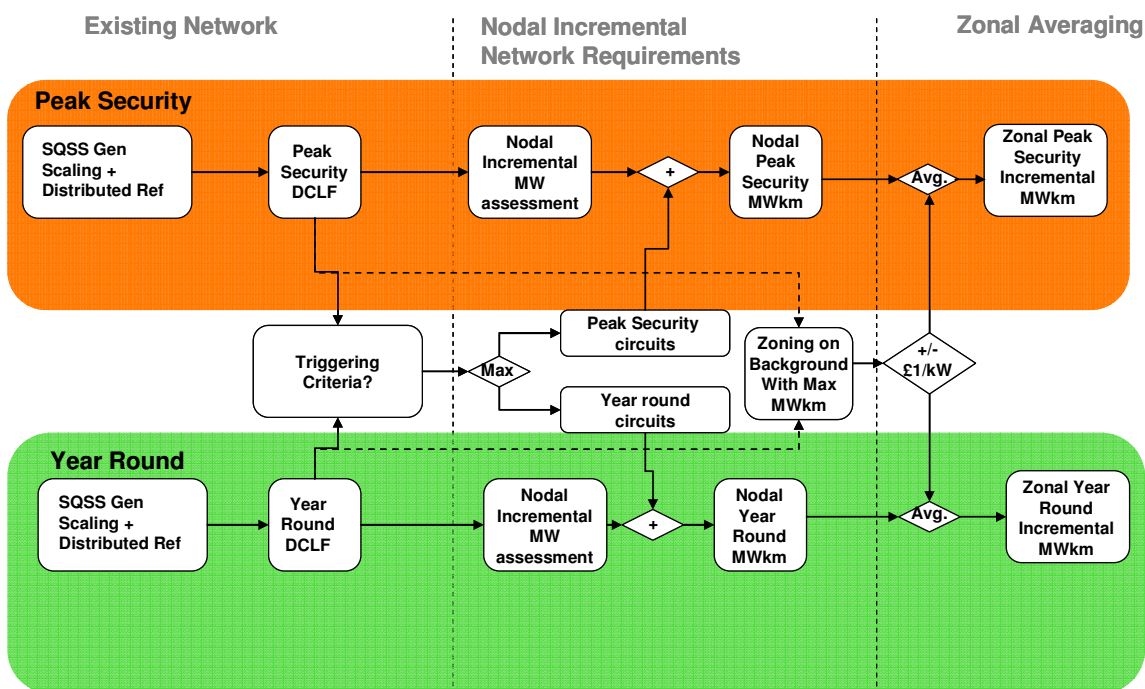 Existing Network
Nodal Incremental
Network Requirements
Zonal Averaging
Peak Security
SQSS Gen
Scaling +
Distributed Ref
Peak
Security
DCLF
Nodal
Incremental
MW
assessment
+
Nodal
Peak
Security
MWkm
Avg.
Zonal Peak
Security
Incremental
MWkm
Triggering
Criteria?
Max
Peak Security
circuits
Year round
circuits
Zoning on
Background
With Max
MWkm
+/-
£1/kW
Year Round
SQSS Gen
Scaling +
Distributed Ref
Year
Round
DCLF
Nodal
Incremental
MW
assessment
+
Nodal
Year
Round
MWkm
Avg.
Zonal Year
Round
Incremental
MWkm